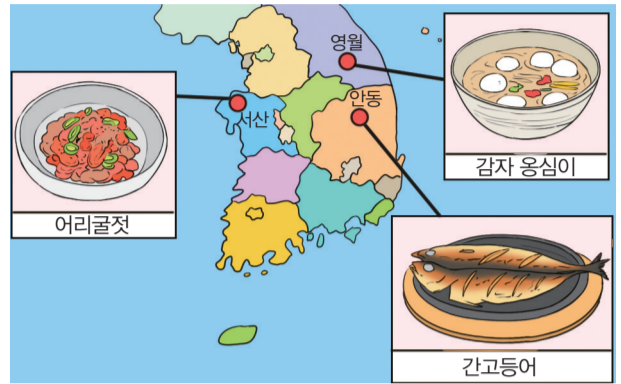 영월
안동
서산
어리굴젓
감자 옹심이
간고등어